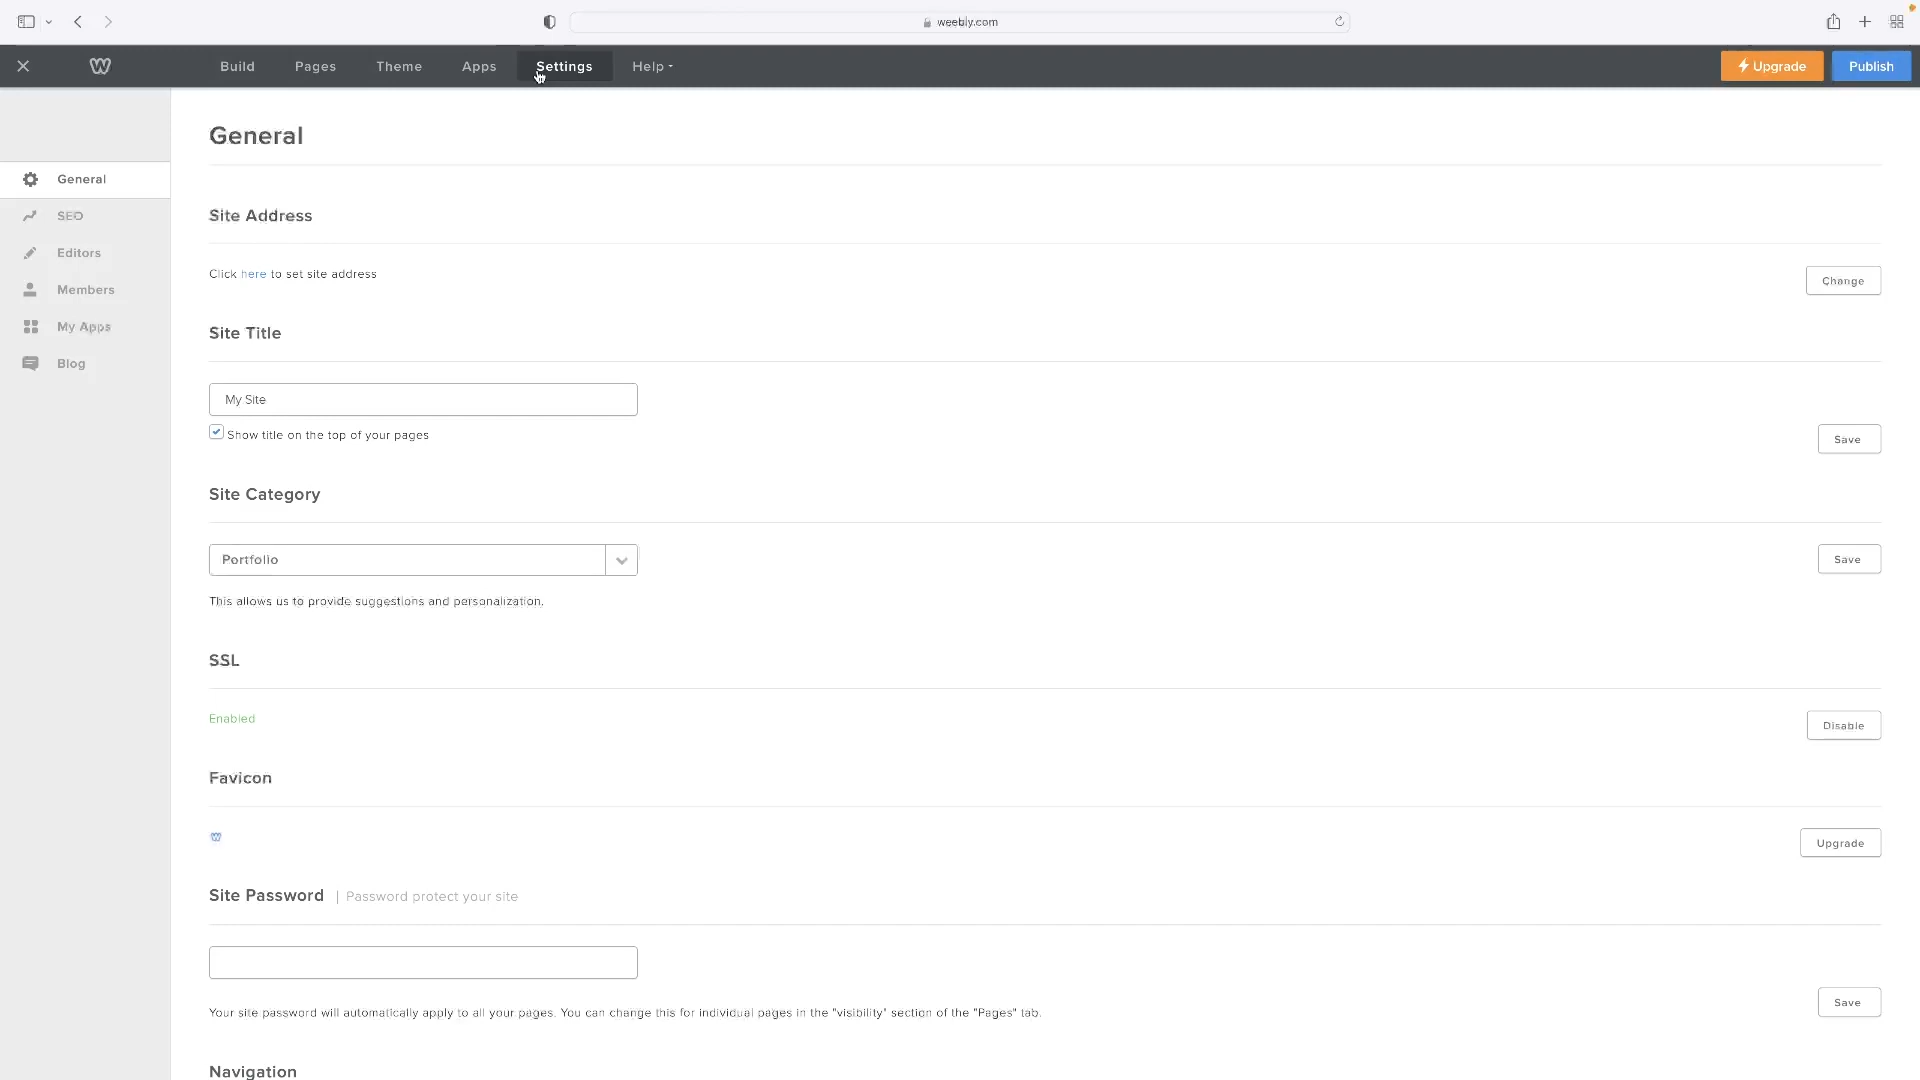 weebly.com
Build Pages Theme Apps Settings Help
Upgrade Publish
General
General
SEO
Editors
Members
My Apps
Blog
Site Address
Click here to set site address
Change
Site Title
My Site
Show title on the top of your pages
Save
Site Category
Portfolio
Save
This allows us to provide suggestions and personalization.
SSL
Enabled
Disable
Favicon
Upgrade
Site Password | Password protect your site
Your site password will automatically apply to all your pages. You can change this for individual pages in the "visibility" section of the "Pages" tab.
Save
Navigation